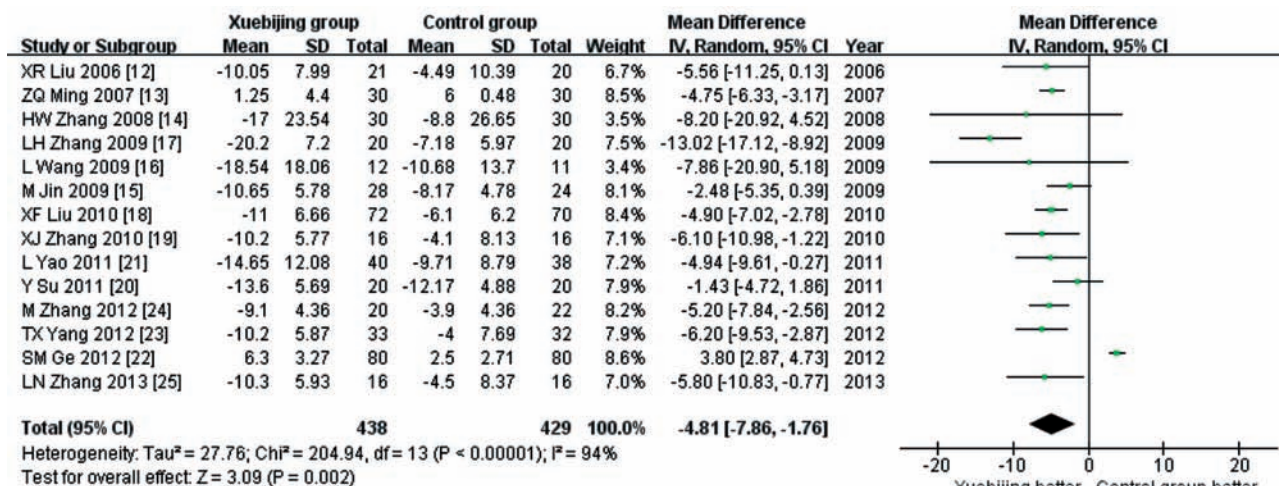 Xuebijing group Control group Mean Difference Mean Difference
Study or Subgroup Mean SD Total Mean SD Total Weight IV, Random, 95% CI Year IV, Random, 95% CI
XR Liu 2006 [12] -10.05 7.99 21 -4.49 10.39 20 6.7% -5.56 [-11.25, 0.13] 2006
ZQ Ming 2007 [13] 1.25 4.4 30 6 0.48 30 8.5% -4.75 [-6.33, -3.17] 2007
HW Zhang 2008 [14] -17 23.54 30 -8.8 26.65 30 3.5% -8.20 [-20.92, 4.52] 2008
LH Zhang 2009 [17] -20.2 7.2 20 -7.18 5.97 20 7.5% -13.02 [-17.12, -8.92] 2009
L Wang 2009 [16] -18.54 18.06 12 -10.68 13.7 11 3.4% -7.86 [-20.90, 5.18] 2009
M Jin 2009 [15] -10.65 5.78 28 -8.17 4.78 24 8.1% -2.48 [-5.35, 0.39] 2009
XF Liu 2010 [18] -11 6.66 72 -6.1 6.2 70 8.4% -4.90 [-7.02, -2.78] 2010
XJ Zhang 2010 [19] -10.2 5.77 16 -4.1 8.13 16 7.1% -6.10 [-10.98, -1.22] 2010
L Yao 2011 [21] -14.65 12.08 40 -9.71 8.79 38 7.2% -4.94 [-9.61, -0.27] 2011
Y Su 2011 [20] -13.6 5.69 20 -12.17 4.88 20 7.9% -1.43 [-4.72, 1.86] 2011
M Zhang 2012 [24] -9.1 4.36 20 -3.9 4.36 22 8.2% -5.20 [-7.84, -2.56] 2012
TX Yang 2012 [23] -10.2 5.87 33 -4 7.69 32 7.9% -6.20 [-9.53, -2.87] 2012
SM Ge 2012 [22] 6.3 3.27 80 2.5 2.71 80 8.6% 3.80 [2.87, 4.73] 2012
LN Zhang 2013 [25] -10.3 5.93 16 -4.5 8.37 16 7.0% -5.80 [-10.83, -0.77] 2013
Total (95% CI) 438 429 100.0% -4.81 [-7.86, -1.76]
Heterogeneity: Tau² = 27.76; Chi² = 204.94, df = 13 (P < 0.00001); I² = 94%
Test for overall effect: Z = 3.09 (P = 0.002)
-20 -10 0 10 20
Xuebijing better Control group better